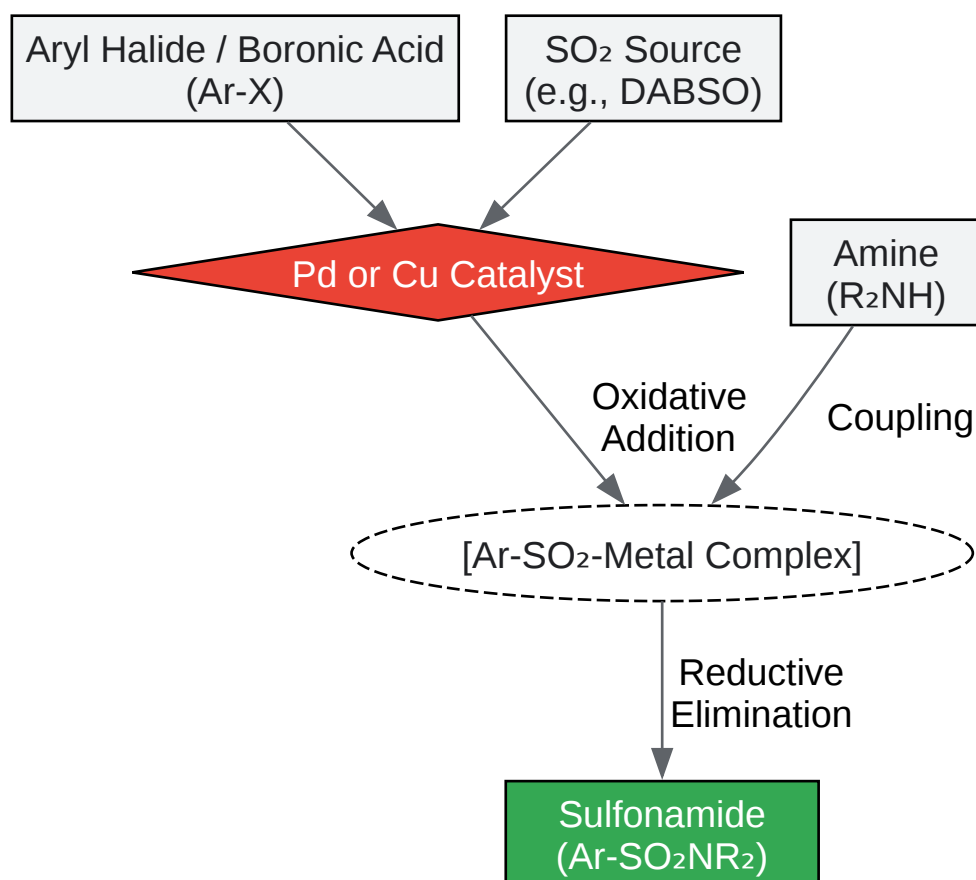 Aryl Halide / Boronic Acid
(Ar-X)
SO₂ Source
(e.g., DABSO)
Pd or Cu Catalyst
Amine
(R₂NH)
Oxidative
Addition
Coupling
[Ar-SO₂-Metal Complex]
Reductive
Elimination
Sulfonamide
(Ar-SO₂NR₂)